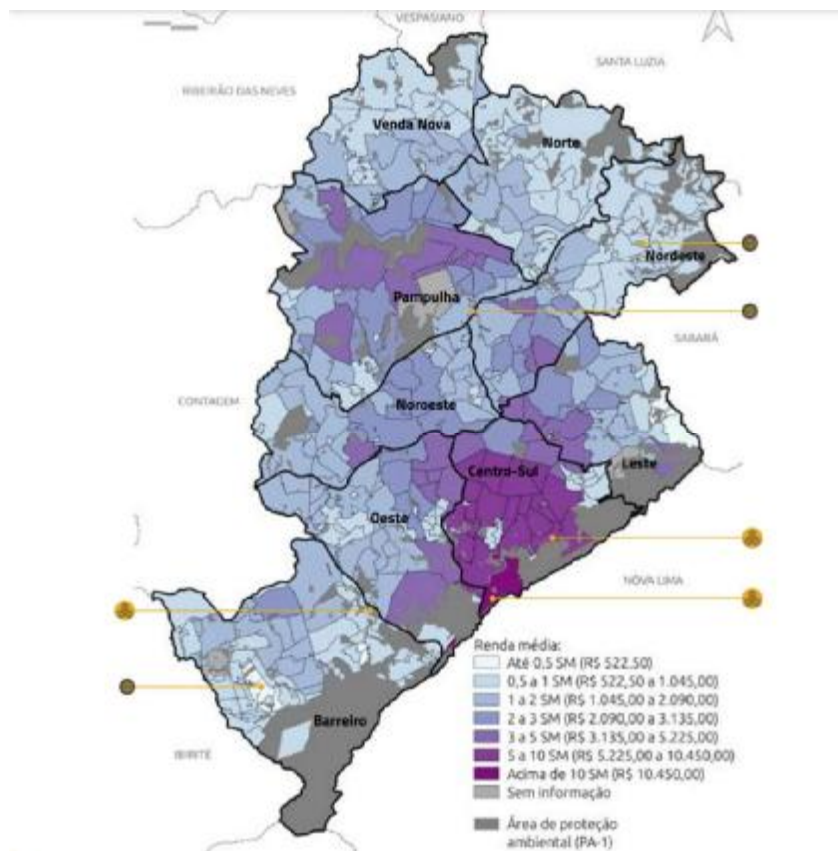 VESPASIANO
SANTA LUZIA
RIBEIRÃO DAS NEVES
Venda Nova
Norte
Nordeste
Pampulha
SABARÁ
CONTAGEM
Noroeste
Leste
Centro-Sul
Oeste
NOVA LIMA
Barreiro
IBIRITÉ
Renda média:
Até 0,5 SM (R$ 522,50)
0,5 a 1 SM (R$ 522,50 a 1.045,00)
1 a 2 SM (R$ 1.045,00 a 2.090,00)
2 a 3 SM (R$ 2.090,00 a 3.135,00)
3 a 5 SM (R$ 3.135,00 a 5.225,00)
5 a 10 SM (R$ 5.225,00 a 10.450,00)
Acima de 10 SM (R$ 10.450,00)
Sem informação
Área de proteção
ambiental (PA-1)